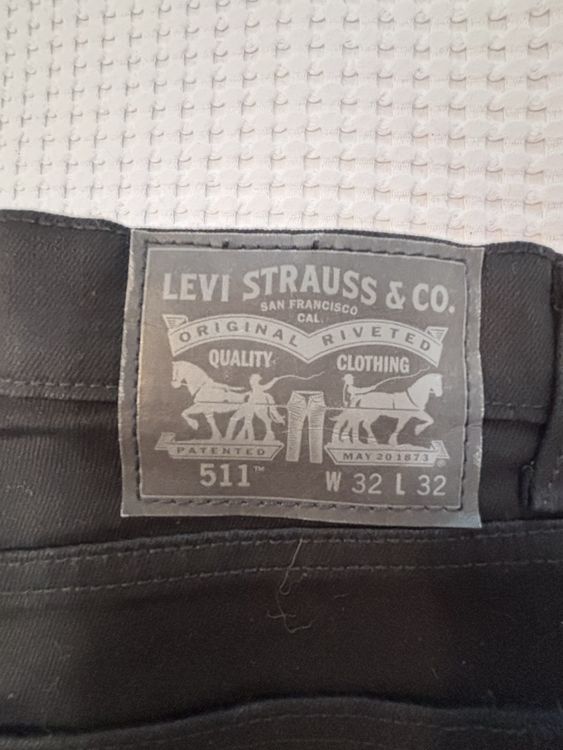 LEVI STRAUSS & CO.
SAN FRANCISCO
CAL.
ORIGINAL RIVETED
QUALITY CLOTHING
PATENTED MAY 20 1873 ®
511™ W 32 L 32